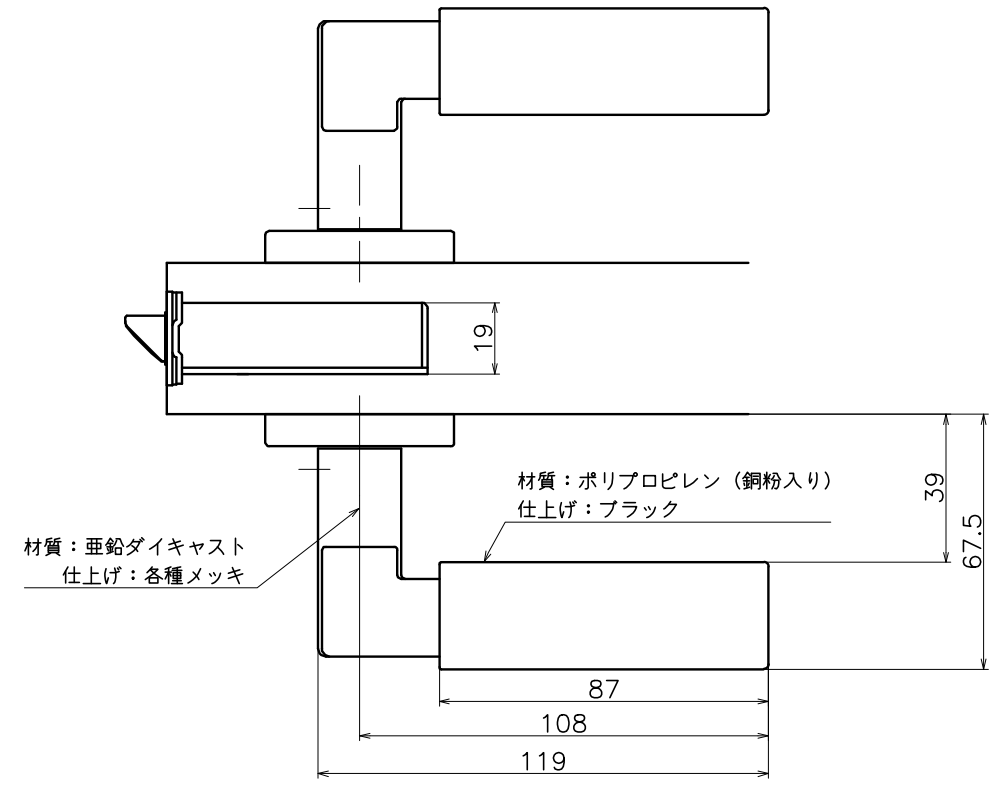 19
材質：ポリプロピレン（銅粉入り）
仕上げ：ブラック
39
67.5
材質：亜鉛ダイキャスト
仕上げ：各種メッキ
87
108
119